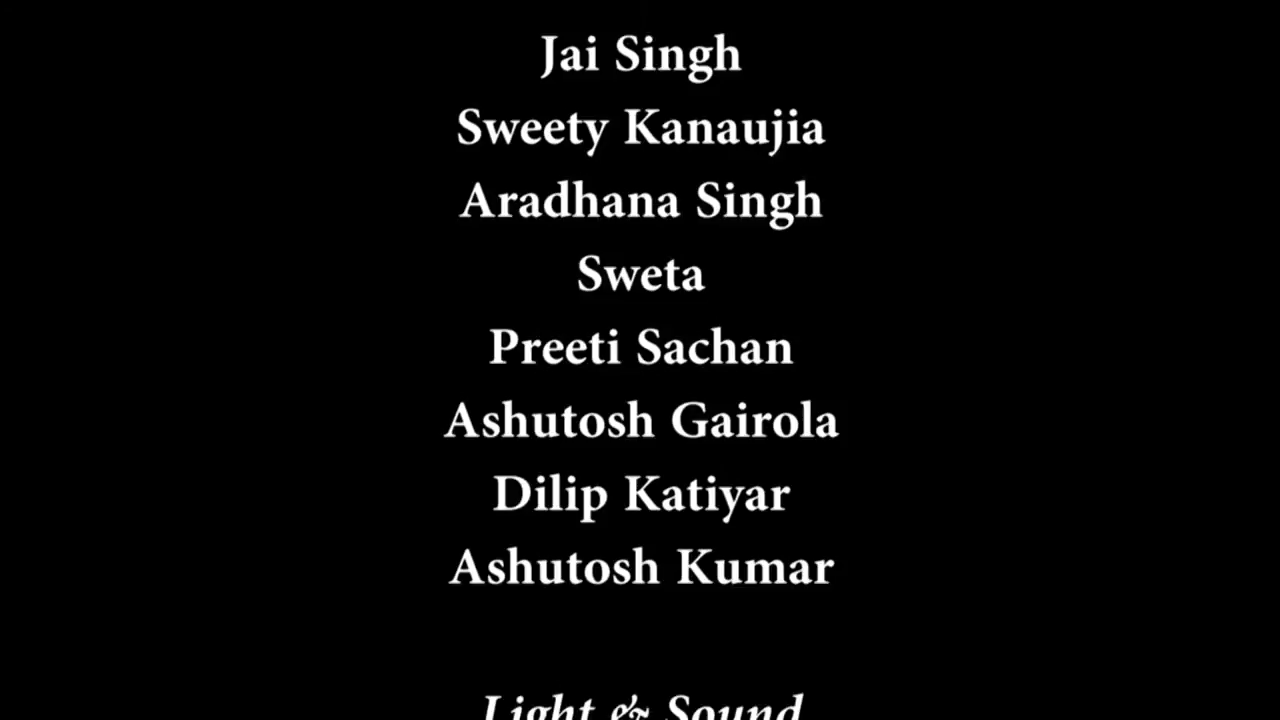 Jai Singh
Sweety Kanaujia
Aradhana Singh
Sweta
Preeti Sachan
Ashutosh Gairola
Dilip Katiyar
Ashutosh Kumar
Light & Sound